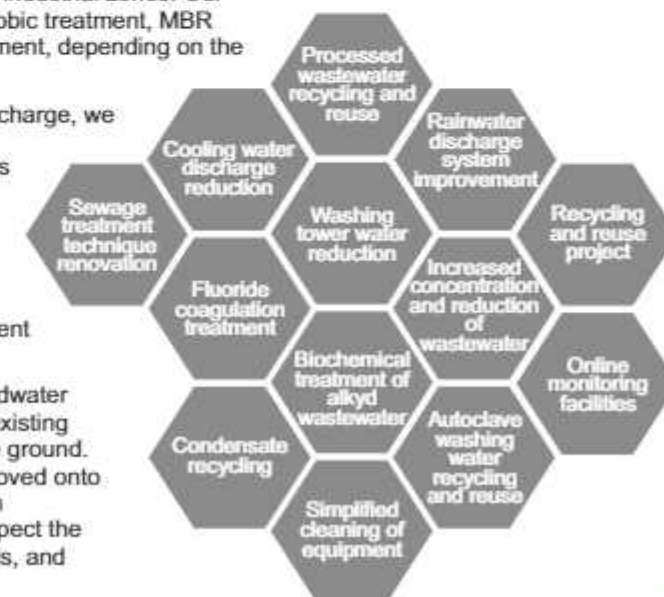 obic treatment, MBR
ment, depending on the
charge, we
s
ent
dwater
xisting
e ground.
oved onto
n
pect the
s, and
Processed
wastewater
recycling and
reuse
Cooling water
discharge
reduction
Rainwater
discharge
system
improvement
Sewage
treatment
technique
renovation
Washing
tower water
reduction
Recycling
and reuse
project
Fluoride
coagulation
treatment
Increased
concentration
and reduction
of
wastewater
Biochemical
treatment of
alkyd
wastewater
Online
monitoring
facilities
Condensate
recycling
Autoclave
washing
water
recycling
and reuse
Simplified
cleaning of
equipment